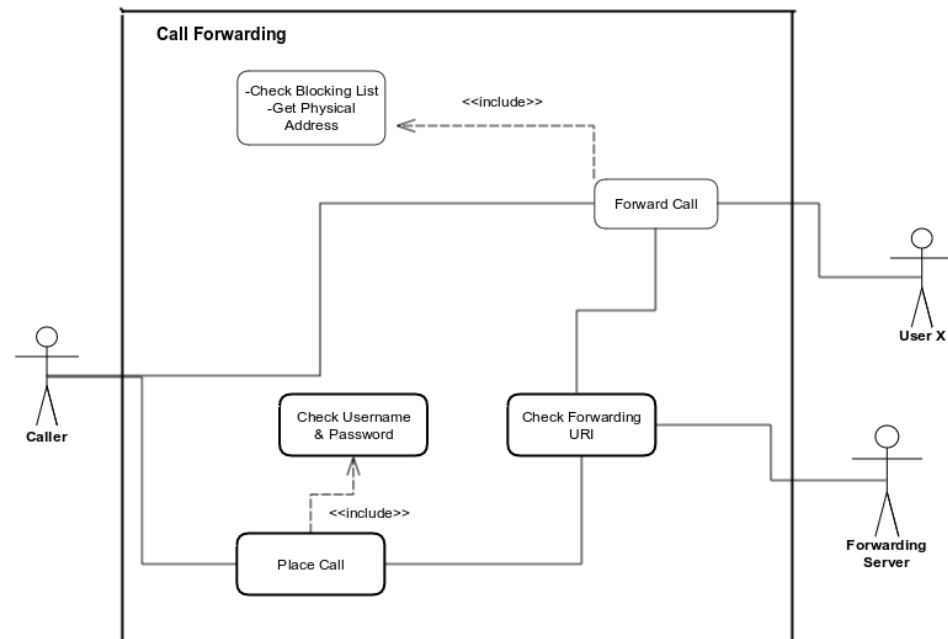 Call Forwarding
-Check Blocking List
-Get Physical
Address
<<include>>
Forward Call
User X
Caller
Check Username
& Password
Check Forwarding
URI
<<include>>
Place Call
Forwarding
Server